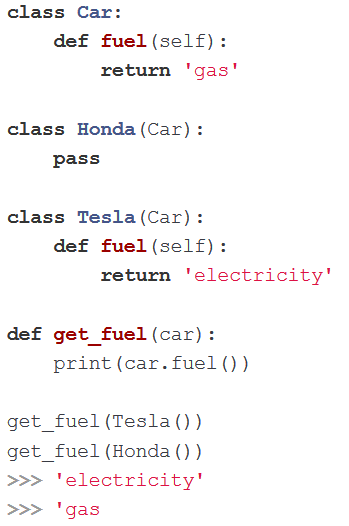 class Car:
    def fuel(self):
        return 'gas'

class Honda(Car):
    pass

class Tesla(Car):
    def fuel(self):
        return 'electricity'

def get_fuel(car):
    print(car.fuel())

get_fuel(Tesla())
get_fuel(Honda())
>>> 'electricity'
>>> 'gas